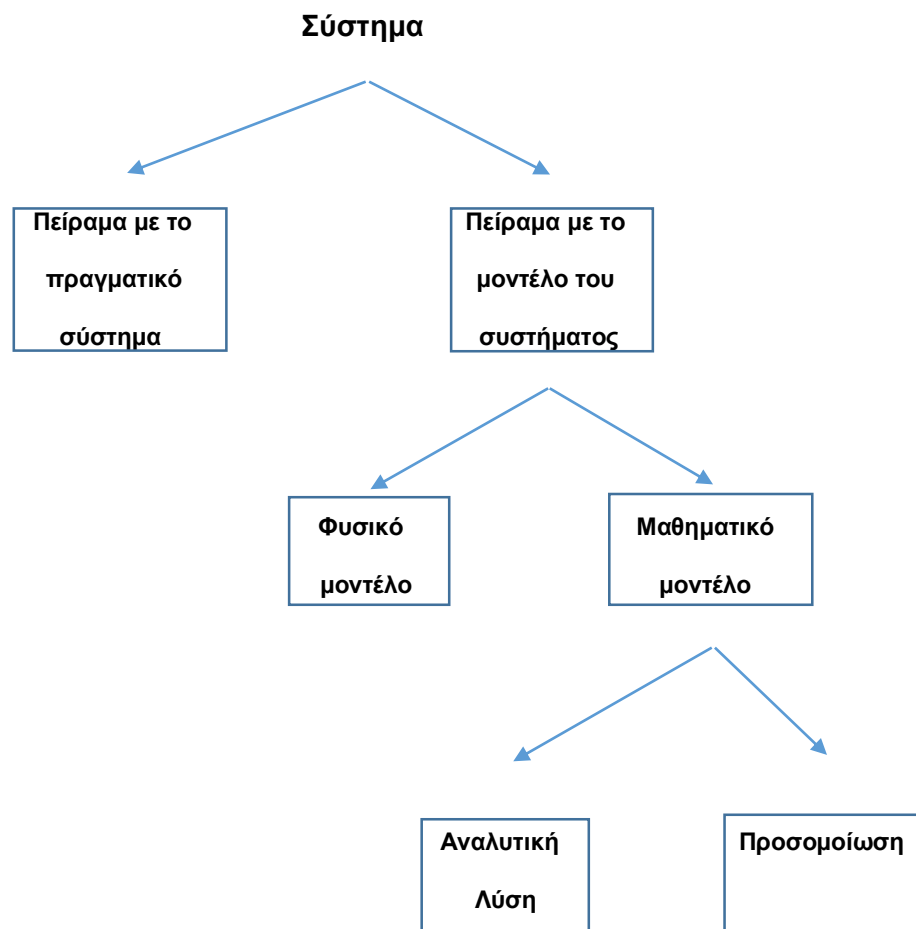 Σύστημα
Πείραμα με το
πραγματικό
σύστημα
Πείραμα με το
μοντέλο του
συστήματος
Φυσικό
μοντέλο
Μαθηματικό
μοντέλο
Αναλυτική
Λύση
Προσομοίωση